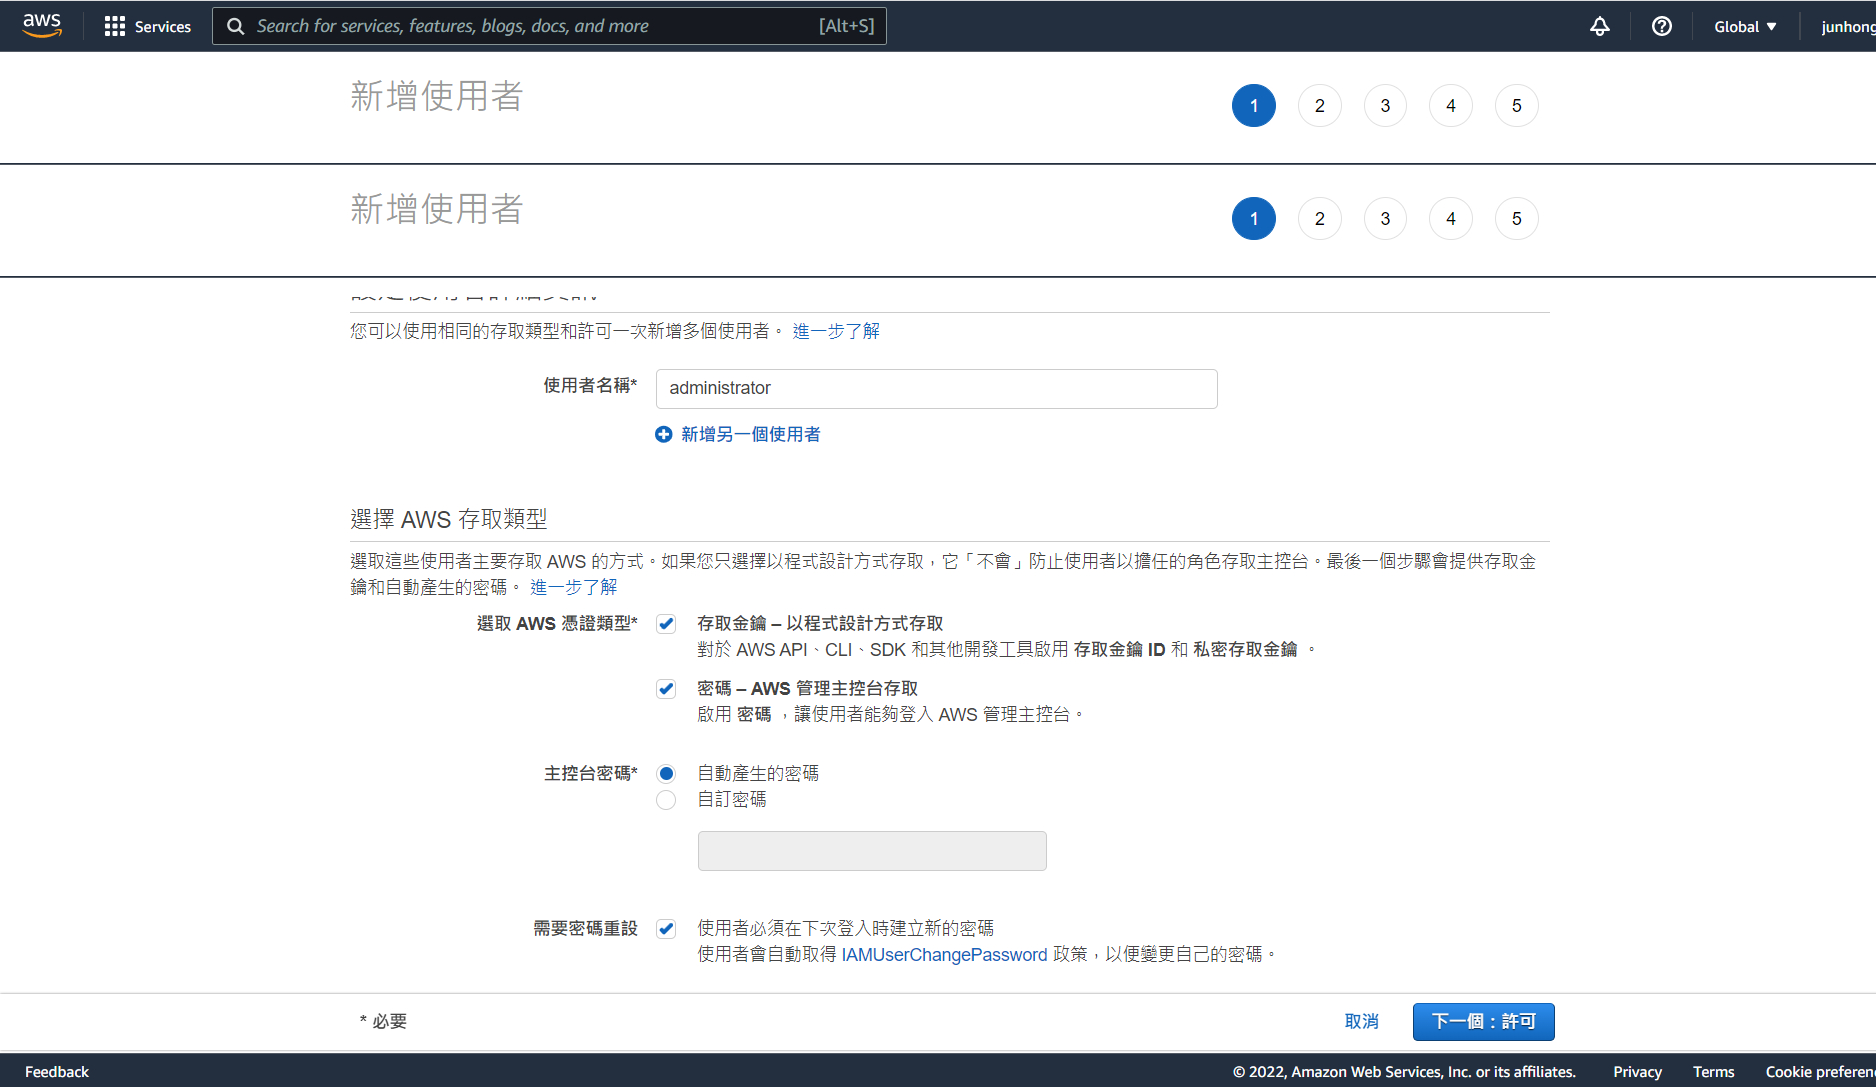 aws
Services
Search for services, features, blogs, docs, and more
[Alt+S]
Global ▼
junhong
新增使用者
1 2 3 4 5
新增使用者
1 2 3 4 5
您可以使用相同的存取類型和許可一次新增多個使用者。 進一步了解
使用者名稱*
administrator
新增另一個使用者
選擇 AWS 存取類型
選取這些使用者主要存取 AWS 的方式。如果您只選擇以程式設計方式存取，它「不會」防止使用者以擔任的角色存取主控台。最後一個步驟會提供存取金
鑰和自動產生的密碼。 進一步了解
選取 AWS 憑證類型*
存取金鑰 – 以程式設計方式存取
對於 AWS API、CLI、SDK 和其他開發工具啟用 存取金鑰 ID 和 私密存取金鑰 。
密碼 – AWS 管理主控台存取
啟用 密碼 ，讓使用者能夠登入 AWS 管理主控台。
主控台密碼*
自動產生的密碼
自訂密碼
需要密碼重設
使用者必須在下次登入時建立新的密碼
使用者會自動取得 IAMUserChangePassword 政策，以便變更自己的密碼。
* 必要
取消
下一個：許可
Feedback
© 2022, Amazon Web Services, Inc. or its affiliates.
Privacy
Terms
Cookie preferen